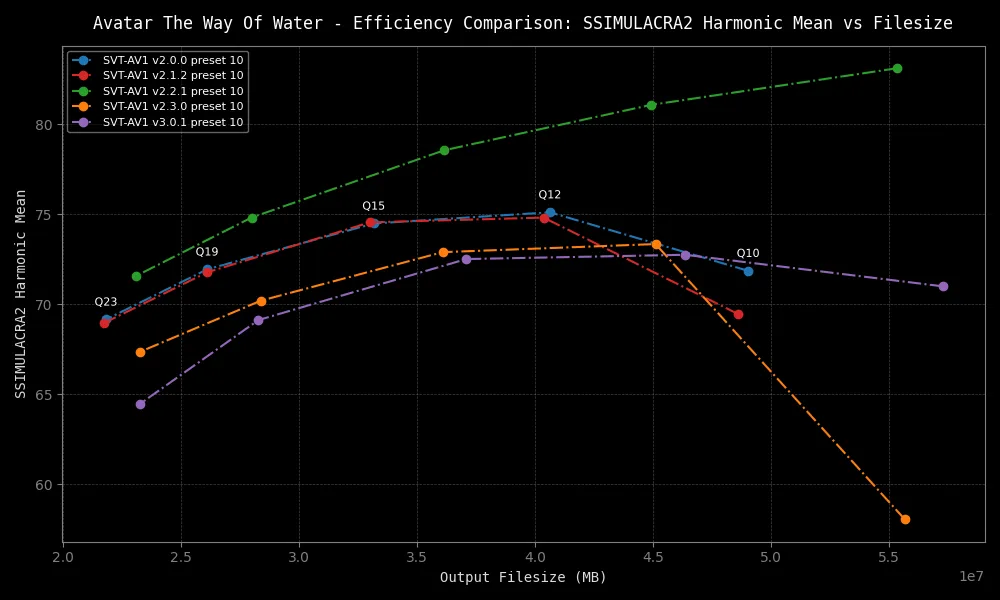 Avatar The Way Of Water - Efficiency Comparison: SSIMULACRA2 Harmonic Mean vs Filesize
SVT-AV1 v2.0.0 preset 10
SVT-AV1 v2.1.2 preset 10
SVT-AV1 v2.2.1 preset 10
SVT-AV1 v2.3.0 preset 10
SVT-AV1 v3.0.1 preset 10
SSIMULACRA2 Harmonic Mean
80
75
70
65
60
Q23
Q19
Q15
Q12
Q10
2.0 2.5 3.0 3.5 4.0 4.5 5.0 5.5
1e7
Output Filesize (MB)